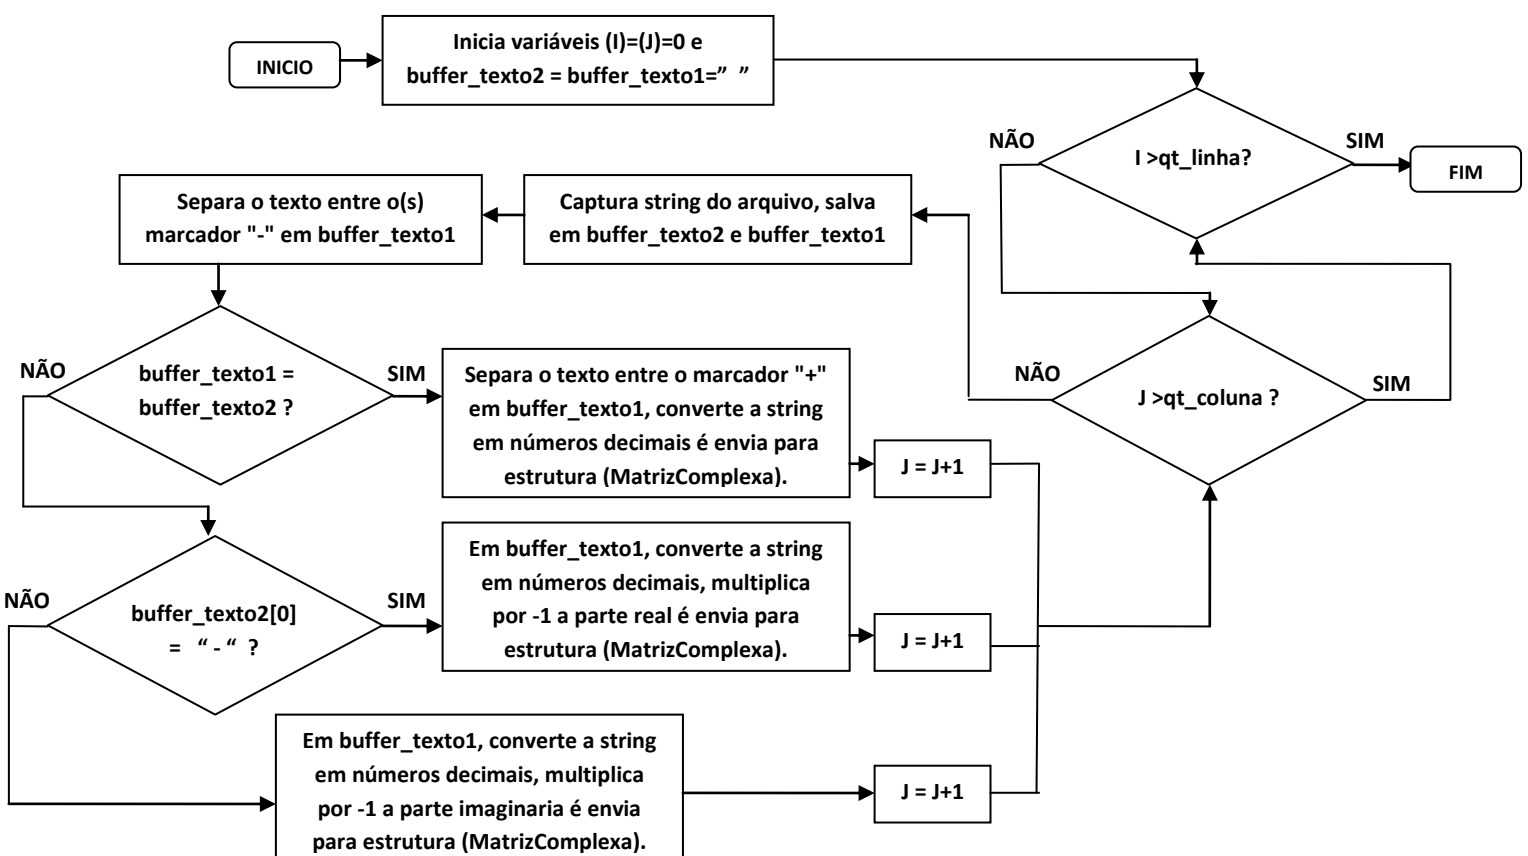 INICIO
Inicia variáveis (I)=(J)=0 e
buffer_texto2 = buffer_texto1=” ”
NÃO
I >qt_linha?
SIM
FIM
Captura string do arquivo, salva
em buffer_texto2 e buffer_texto1
Separa o texto entre o(s)
marcador "-" em buffer_texto1
NÃO
J >qt_coluna ?
SIM
NÃO
buffer_texto1 =
buffer_texto2 ?
SIM
Separa o texto entre o marcador "+"
em buffer_texto1, converte a string
em números decimais é envia para
estrutura (MatrizComplexa).
J = J+1
NÃO
buffer_texto2[0]
= “ - “ ?
SIM
Em buffer_texto1, converte a string
em números decimais, multiplica
por -1 a parte real é envia para
estrutura (MatrizComplexa).
J = J+1
Em buffer_texto1, converte a string
em números decimais, multiplica
por -1 a parte imaginaria é envia
para estrutura (MatrizComplexa).
J = J+1